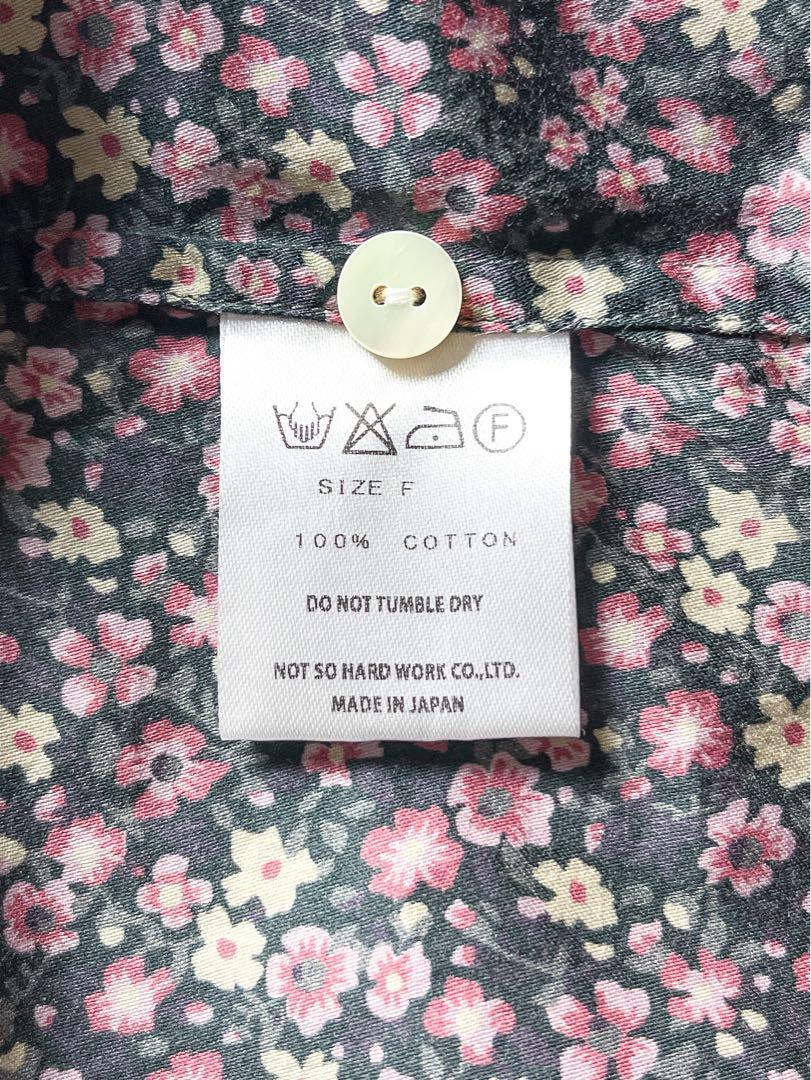 F
SIZE F
100% COTTON
DO NOT TUMBLE DRY
NOT SO HARD WORK CO.,LTD.
MADE IN JAPAN